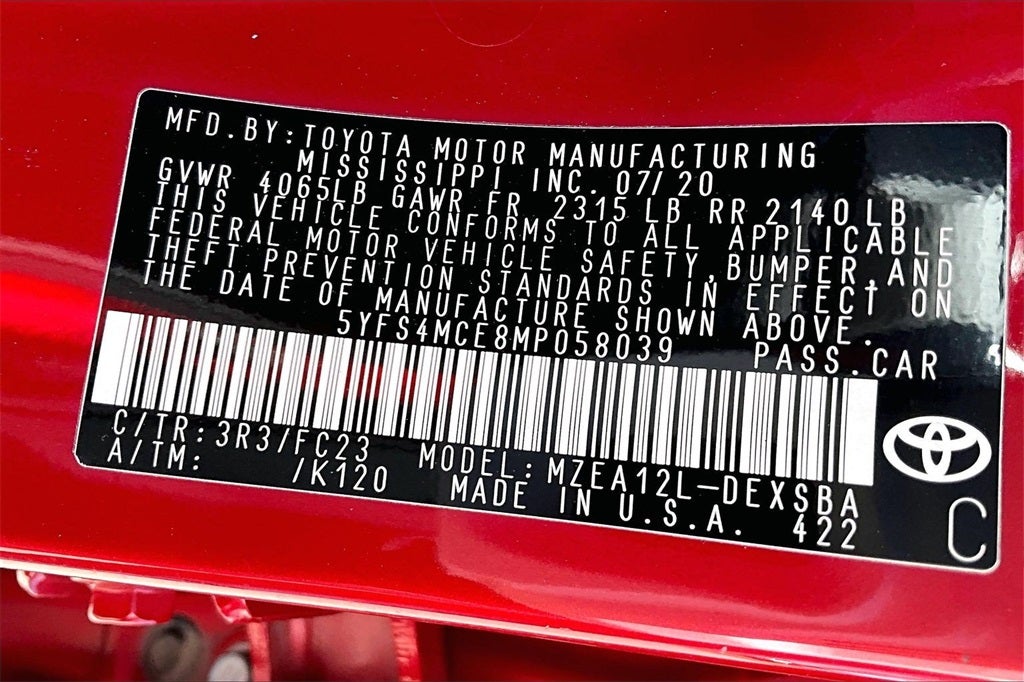 MFD.BY:TOYOTA MOTOR MANUFACTURING
MISSISSIPPI INC. 07/20
GVWR 4065LB GAWR FR 2315 LB RR 2140 LB
THIS VEHICLE CONFORMS TO ALL APPLICABLE
FEDERAL MOTOR VEHICLE SAFETY, BUMPER, AND
THEFT PREVENTION STANDARDS IN EFFECT ON
THE DATE OF MANUFACTURE SHOWN ABOVE.
5YFS4MCE8MP058039 PASS.CAR
C/TR:3R3/FC23 MODEL:MZEA12L-DEXSBA
A/TM: /K120 MADE IN U.S.A. 422
C